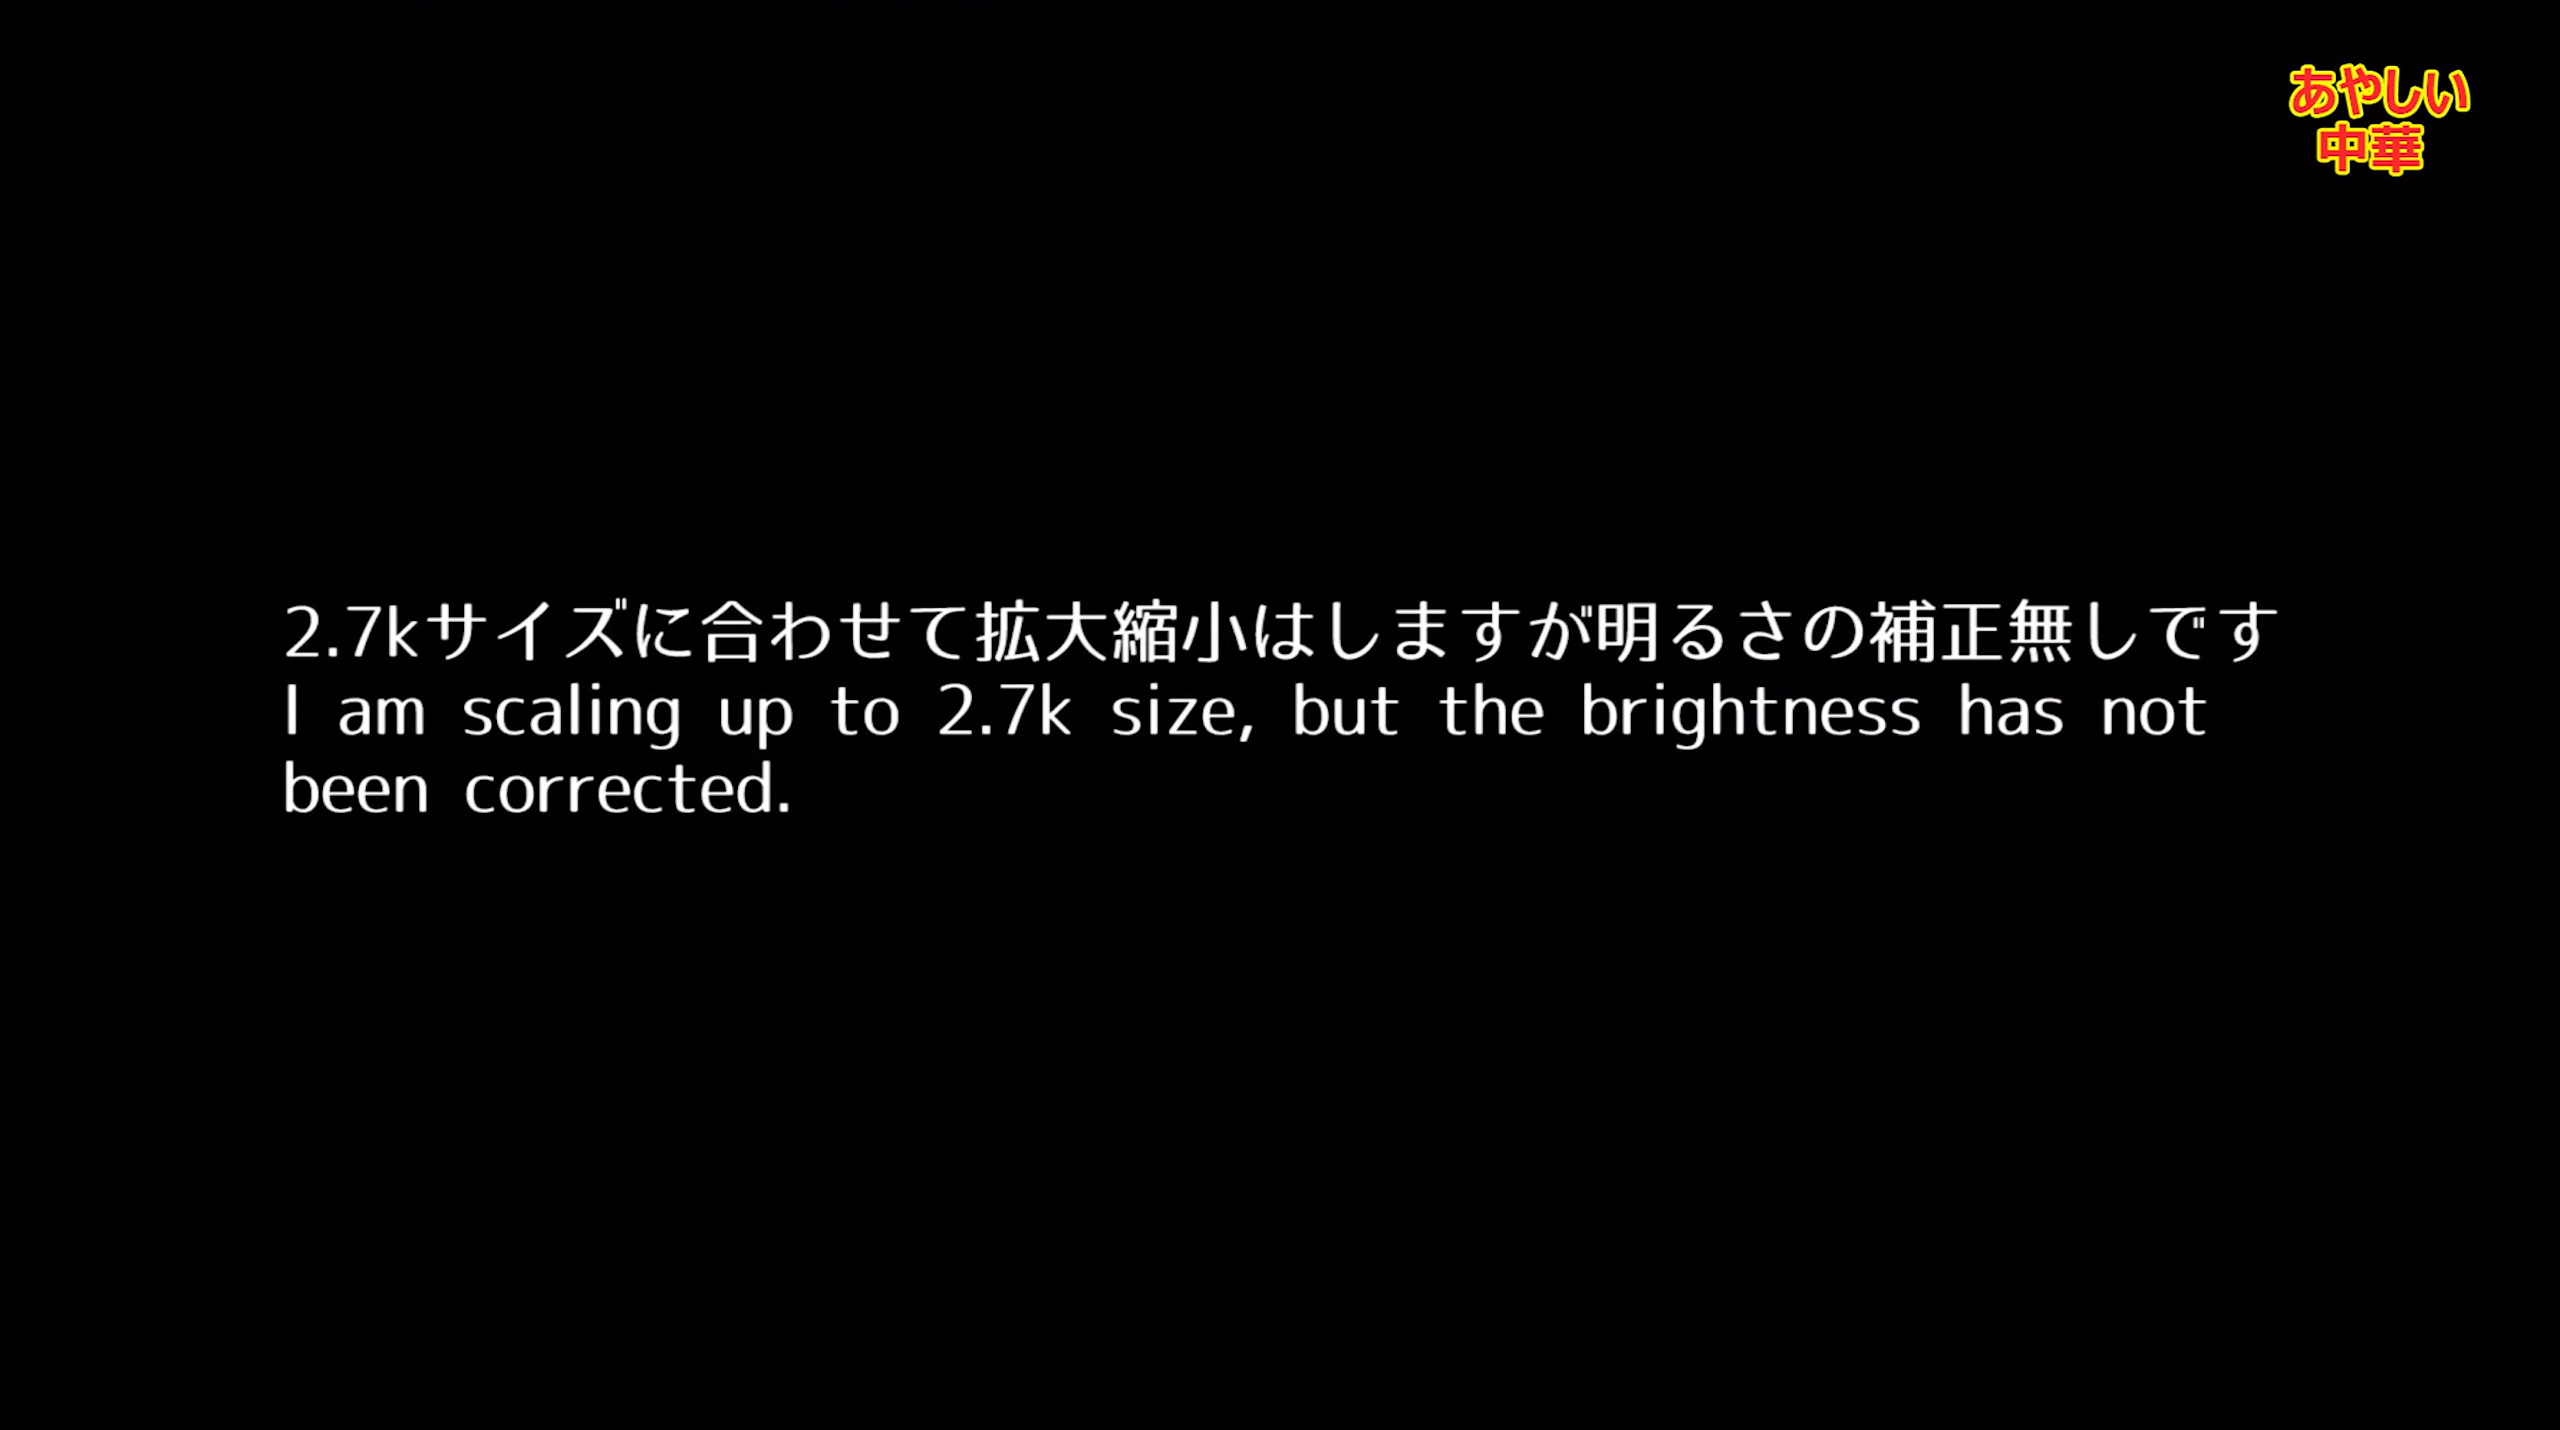 あやしい
中華
2.7kサイズに合わせて拡大縮小はしますが明るさの補正無しです
I am scaling up to 2.7k size, but the brightness has not
been corrected.